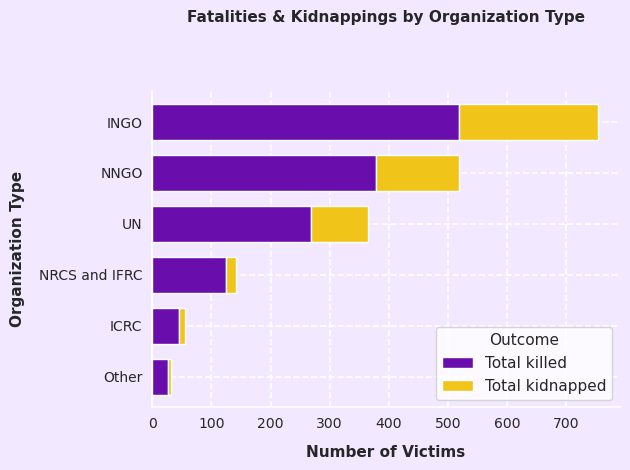 Fatalities & Kidnappings by Organization Type
Organization Type
INGO
NNGO
UN
NRCS and IFRC
ICRC
Other
Outcome
Total killed
Total kidnapped
0 100 200 300 400 500 600 700
Number of Victims